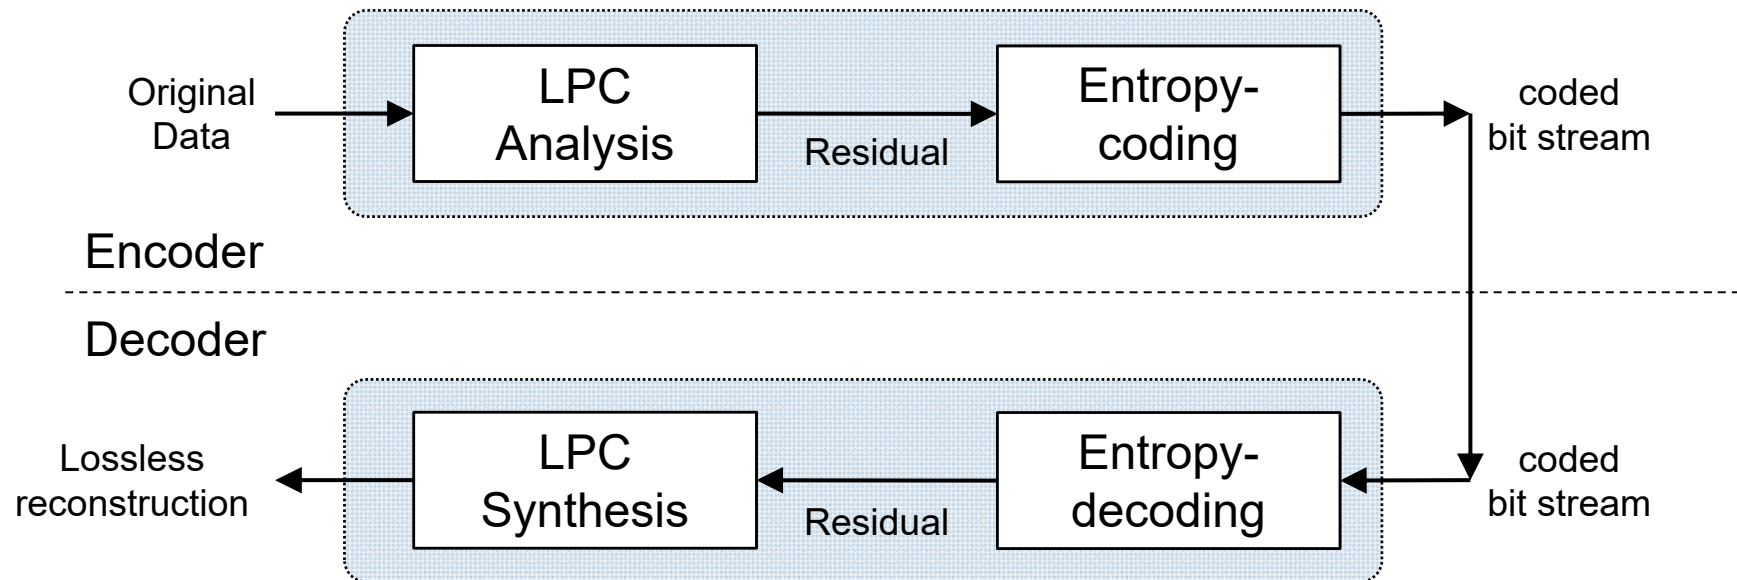 Original
Data
LPC
Analysis
Residual
Entropy-
coding
coded
bit stream
Encoder
Decoder
Lossless
reconstruction
LPC
Synthesis
Residual
Entropy-
decoding
coded
bit stream